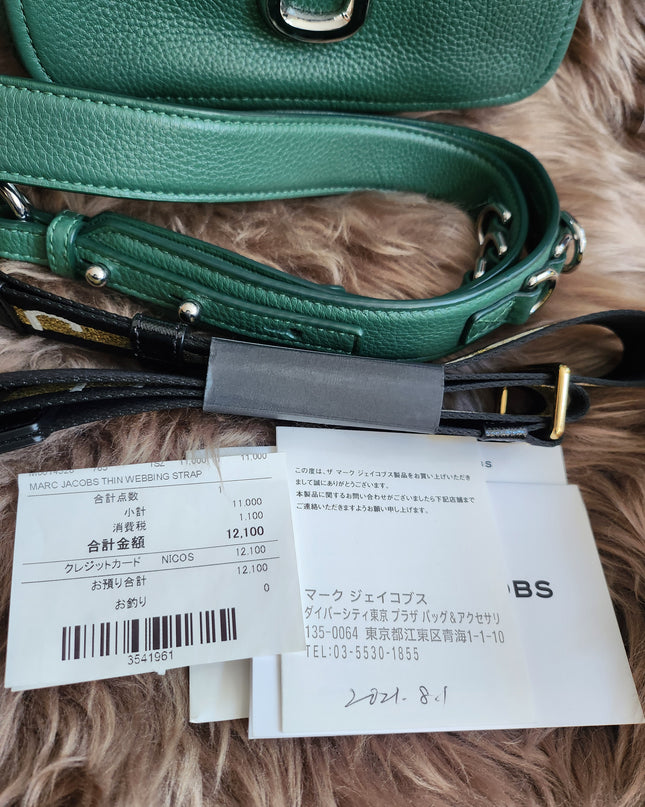 11,000
MARC JACOBS THIN WEBBING STRAP
合計点数 1
小計 11,000
消費税 1,100
合計金額 12,100
クレジットカード NICOS 12,100
お預り合計 12,100
お釣り 0
3541961
この度は、ザ マーク ジェイコブス製品をお買い上げいただき
まして誠にありがとうございます。
本製品に関するお問い合わせがございましたら下記店舗まで
ご連絡いただきますようお願い申し上げます。
マーク ジェイコブス
ダイバーシティ東京 プラザ バッグ&アクセサリ
135-0064 東京都江東区青海1-1-10
TEL:03-5530-1855
2021.8.1
OBS